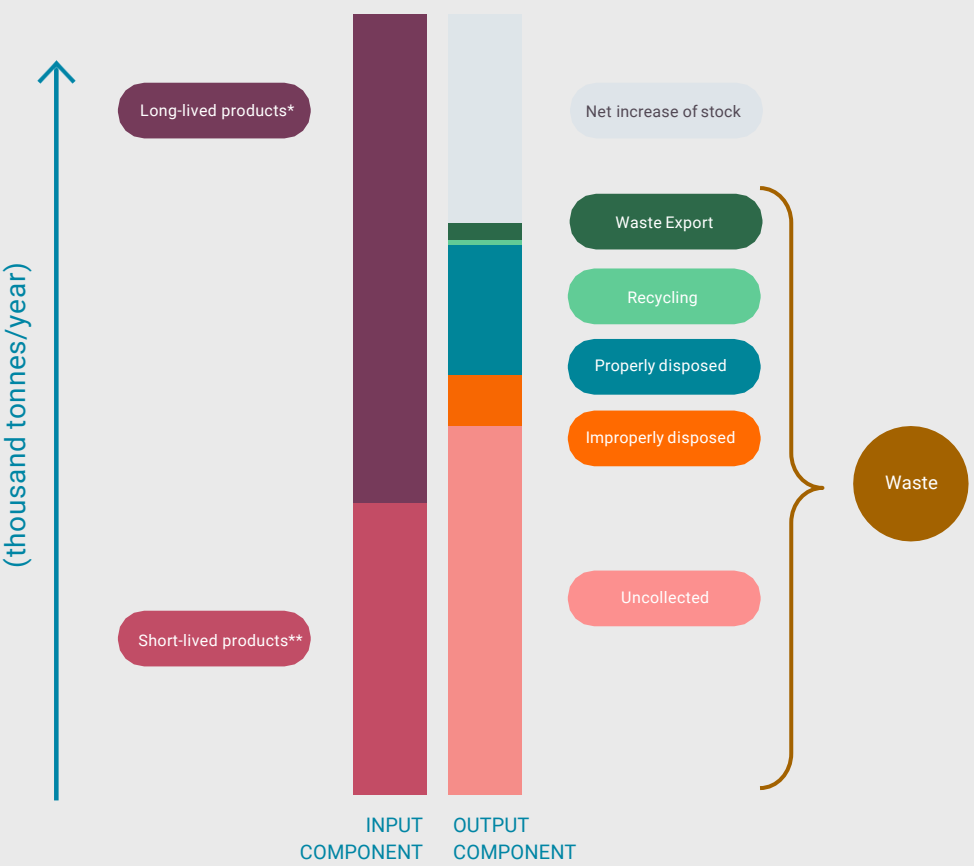 (thousand tonnes/year)
Long-lived products*
Short-lived products**
Net increase of stock
Waste Export
Recycling
Properly disposed
Improperly disposed
Uncollected
Waste
INPUT
COMPONENT
OUTPUT
COMPONENT